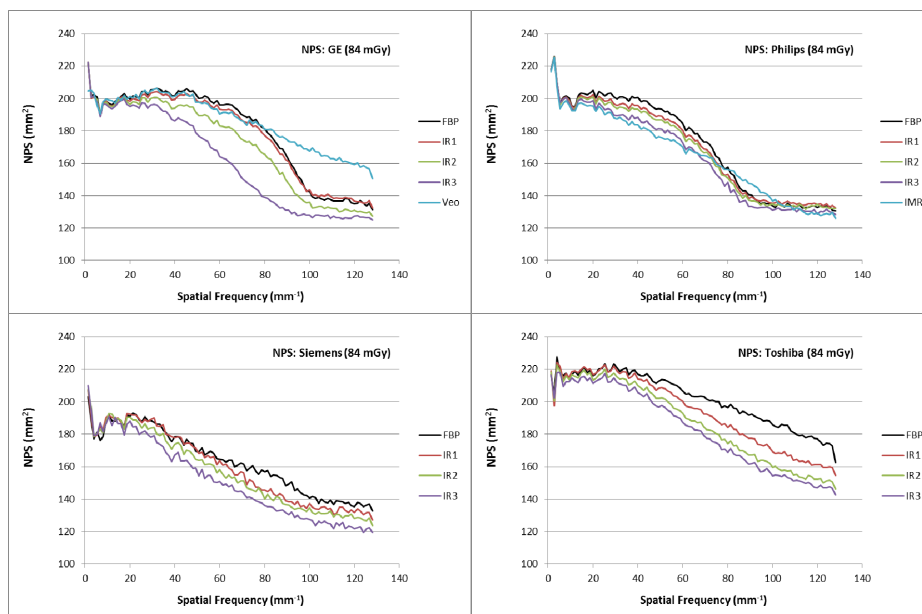 NPS: GE (84 mGy)
240
220
200
180
160
140
120
100
NPS (mm²)
0 20 40 60 80 100 120 140
Spatial Frequency (mm⁻¹)
FBP
IR1
IR2
IR3
Veo
NPS: Philips (84 mGy)
240
220
200
180
160
140
120
100
NPS (mm²)
0 20 40 60 80 100 120 140
Spatial Frequency (mm⁻¹)
FBP
IR1
IR2
IR3
IMR
NPS: Siemens (84 mGy)
240
220
200
180
160
140
120
100
NPS (mm²)
0 20 40 60 80 100 120 140
Spatial Frequency (mm⁻¹)
FBP
IR1
IR2
IR3
NPS: Toshiba (84 mGy)
240
220
200
180
160
140
120
100
NPS (mm²)
0 20 40 60 80 100 120 140
Spatial Frequency (mm⁻¹)
FBP
IR1
IR2
IR3